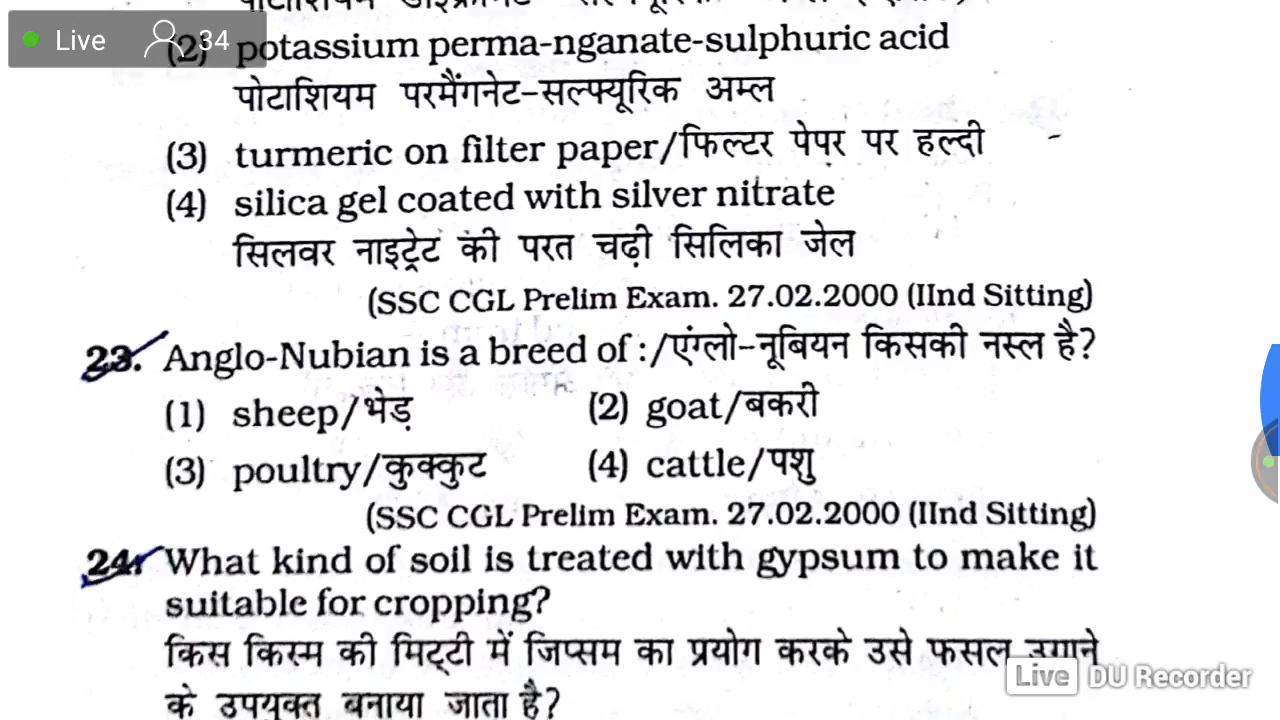 Live 34
(2) potassium perma-nganate-sulphuric acid
पोटाशियम परमैंगनेट-सल्फ्यूरिक अम्ल
(3) turmeric on filter paper/फिल्टर पेपर पर हल्दी
(4) silica gel coated with silver nitrate
सिलवर नाइट्रेट की परत चढ़ी सिलिका जेल
(SSC CGL Prelim Exam. 27.02.2000 (IInd Sitting)
23. Anglo-Nubian is a breed of :/एंग्लो-नूबियन किसकी नस्ल है?
(1) sheep/भेड़ (2) goat/बकरी
(3) poultry/कुक्कुट (4) cattle/पशु
(SSC CGL Prelim Exam. 27.02.2000 (IInd Sitting)
24. What kind of soil is treated with gypsum to make it
suitable for cropping?
किस किस्म की मिट्टी में जिप्सम का प्रयोग करके उसे फसल उगाने
के उपयुक्त बनाया जाता है?
Live DU Recorder